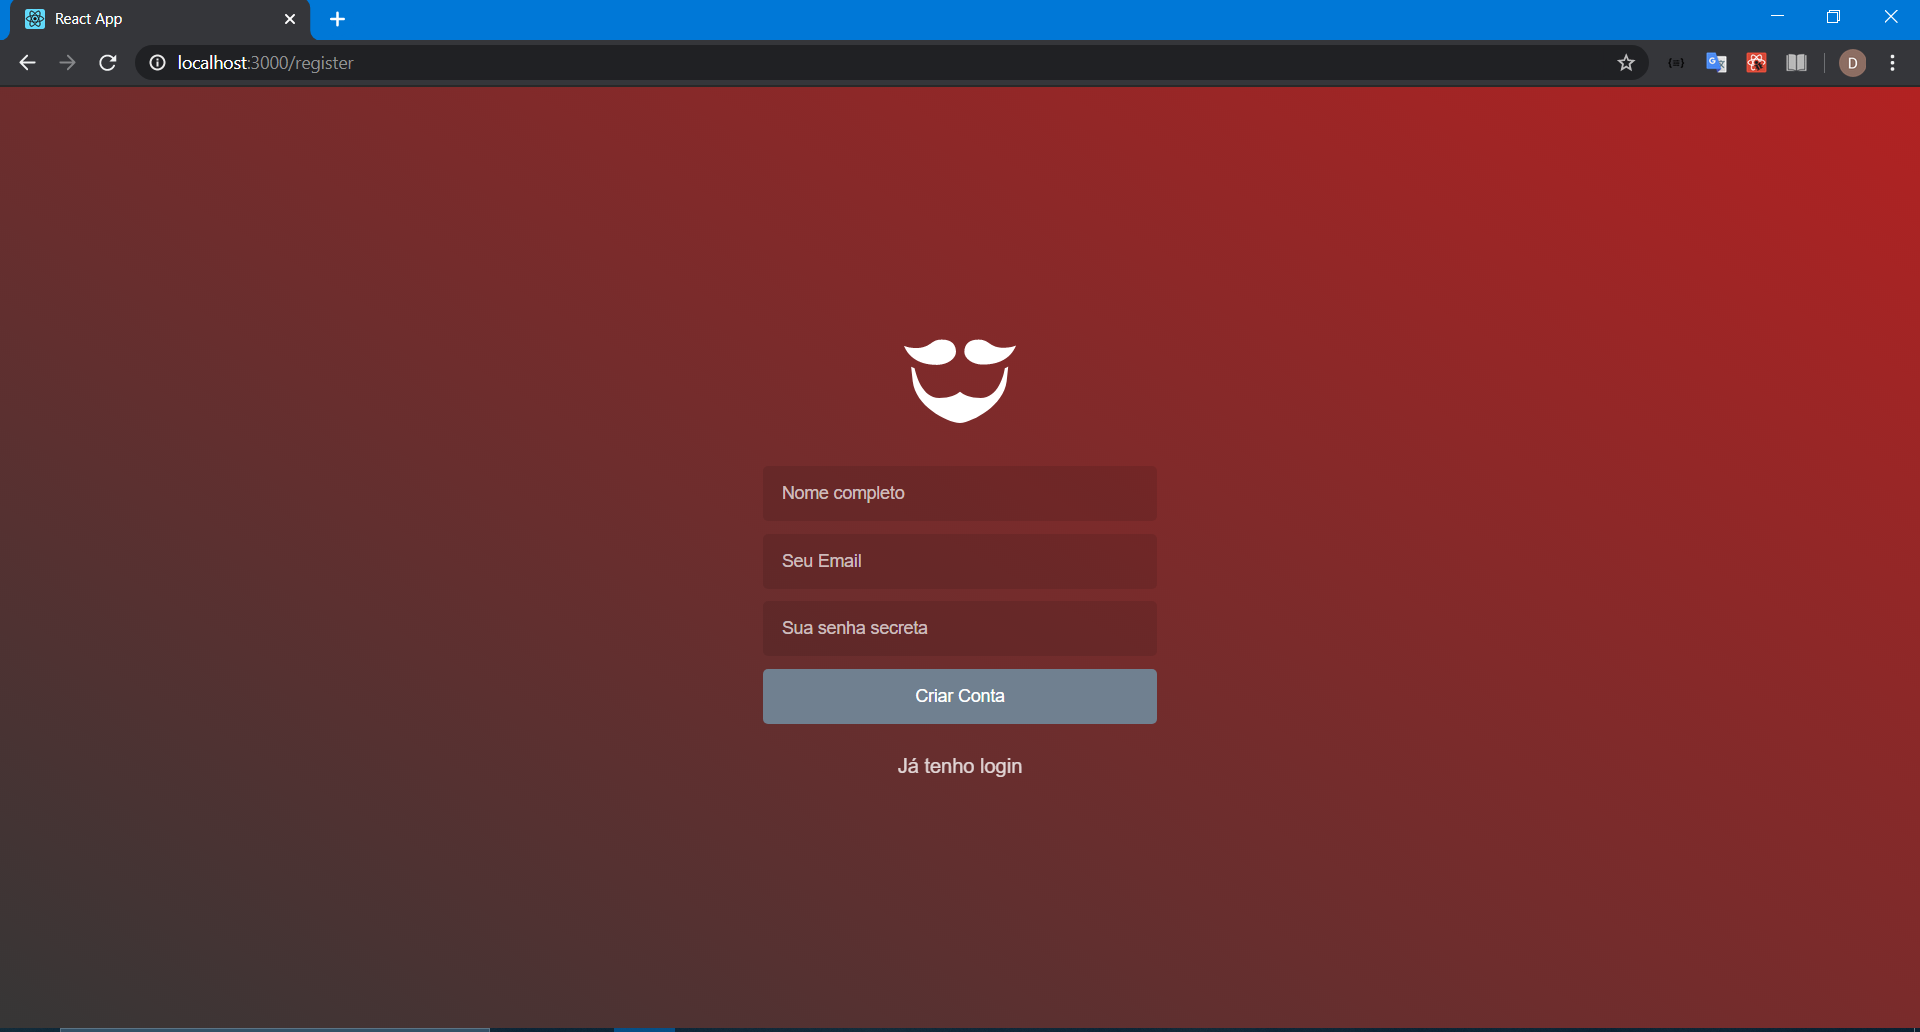 React App
localhost:3000/register
D
Nome completo
Seu Email
Sua senha secreta
Criar Conta
Já tenho login